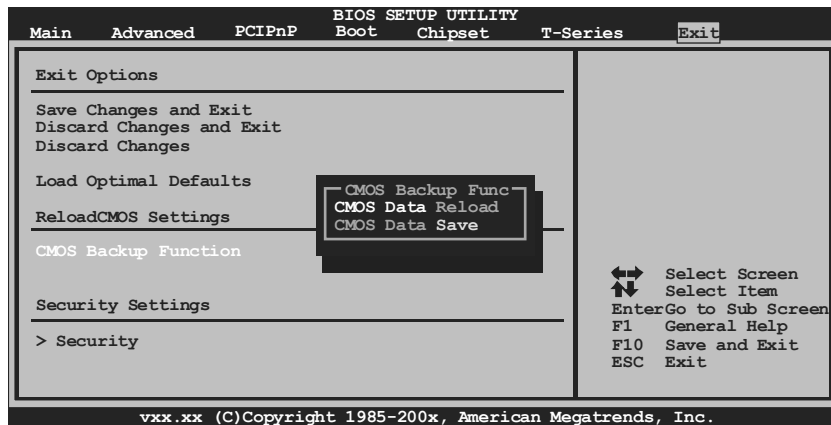 BIOS SETUP UTILITY
Main Advanced PCIPnP Boot Chipset T-Series Exit
Exit Options
Save Changes and Exit
Discard Changes and Exit
Discard Changes
Load Optimal Defaults
ReloadCMOS Settings
CMOS Backup Function
CMOS Backup Func
CMOS Data Reload
CMOS Data Save
Security Settings
> Security
Select Screen
Select Item
EnterGo to Sub Screen
F1 General Help
F10 Save and Exit
ESC Exit
vxx.xx (C)Copyright 1985-200x, American Megatrends, Inc.